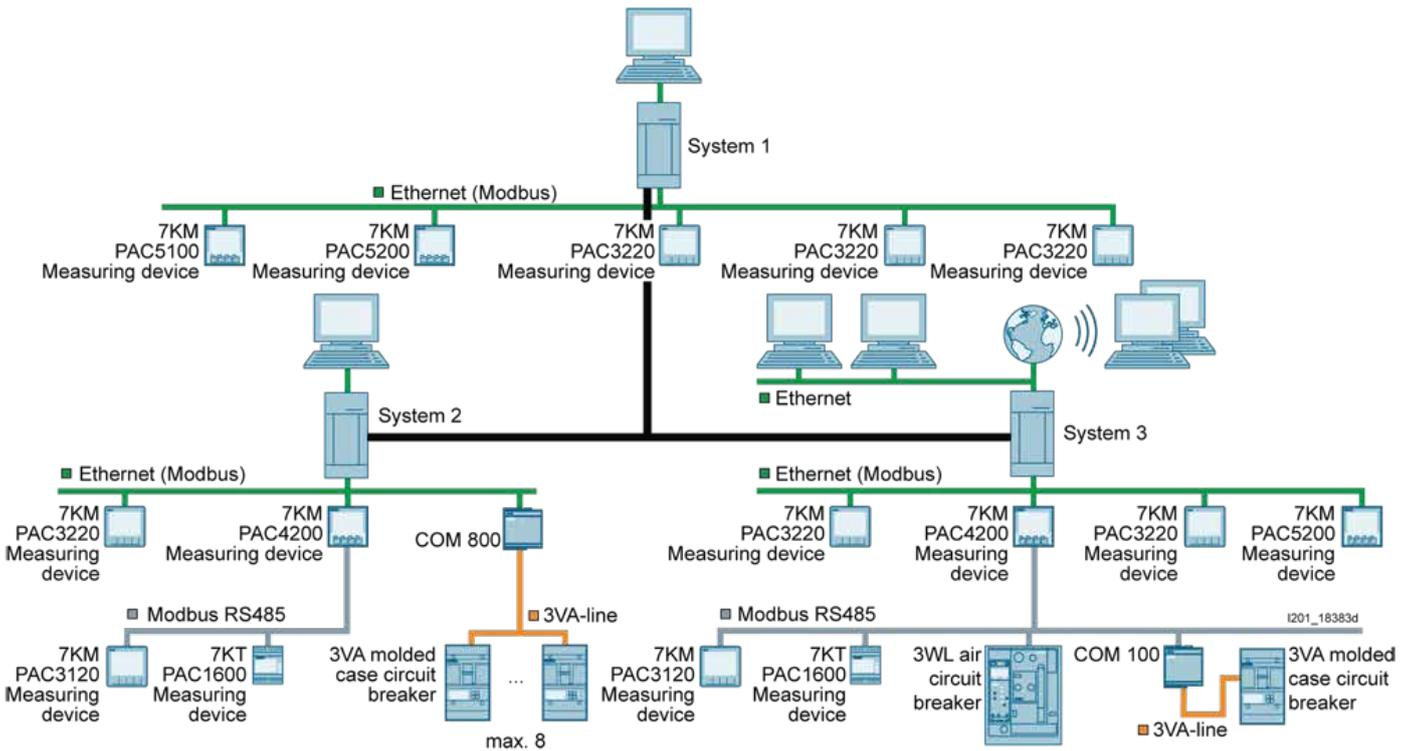 System 1
Ethernet (Modbus)
7KM
PAC5100
Measuring device
7KM
PAC5200
Measuring device
7KM
PAC3220
Measuring device
7KM
PAC3220
Measuring device
7KM
PAC3220
Measuring device
Ethernet
System 2
System 3
Ethernet (Modbus)
7KM
PAC3220
Measuring
device
7KM
PAC4200
Measuring device
COM 800
Ethernet (Modbus)
7KM
PAC3220
Measuring device
7KM
PAC4200
Measuring
device
7KM
PAC3220
Measuring
device
7KM
PAC5200
Measuring
device
Modbus RS485
7KM
PAC3120
Measuring
device
7KT
PAC1600
Measuring
device
3VA-line
3VA molded
case circuit
breaker
...
max. 8
Modbus RS485
I201_18383d
7KM
PAC3120
Measuring
device
7KT
PAC1600
Measuring
device
3WL air
circuit
breaker
COM 100
3VA-line
3VA molded
case circuit
breaker